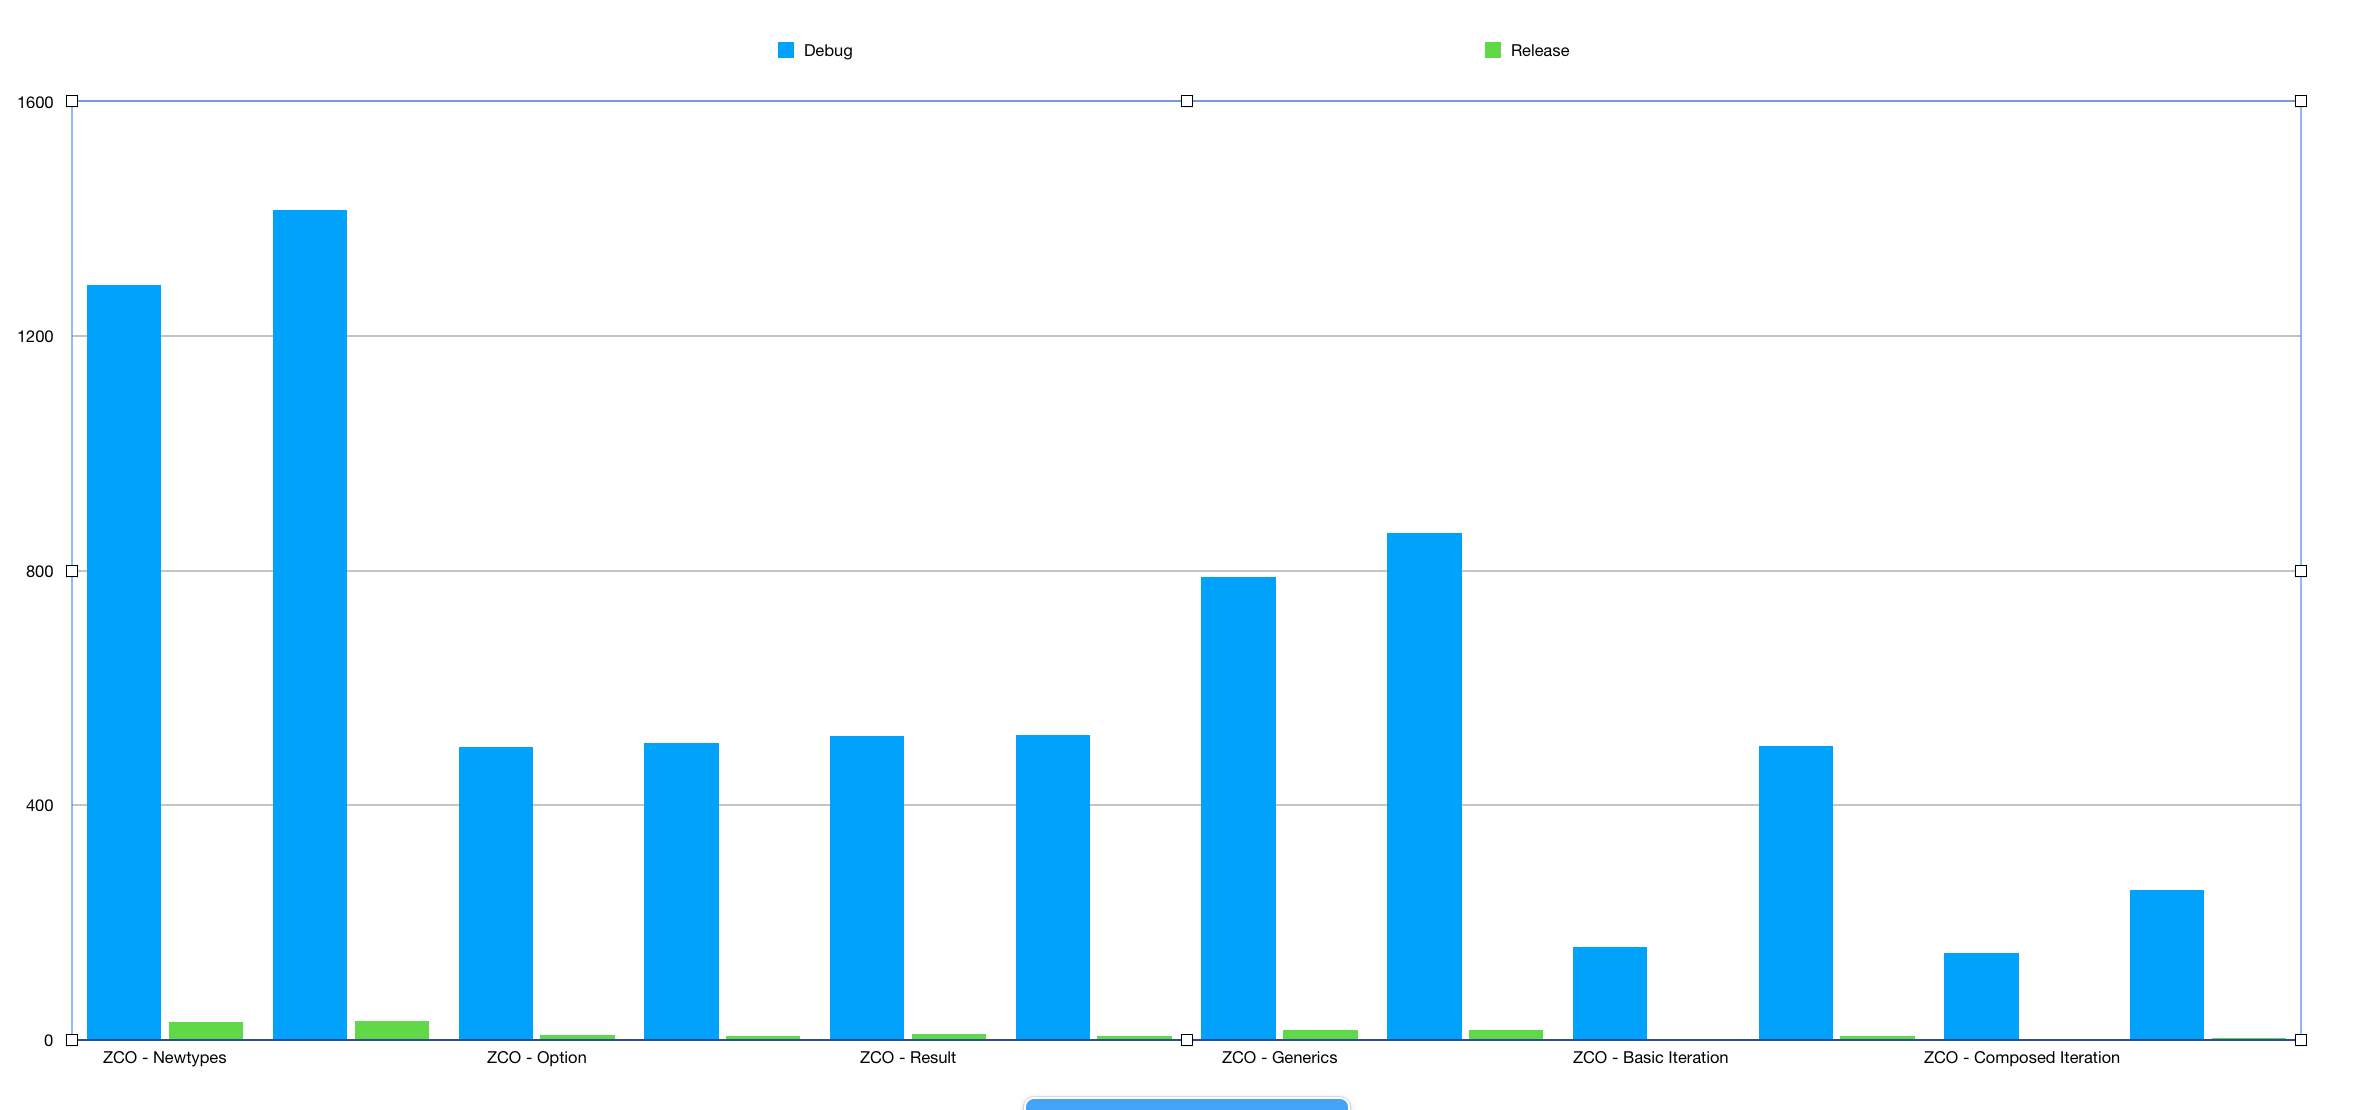 Debug
Release
1600
1200
800
400
0
ZCO - Newtypes
ZCO - Option
ZCO - Result
ZCO - Generics
ZCO - Basic Iteration
ZCO - Composed Iteration